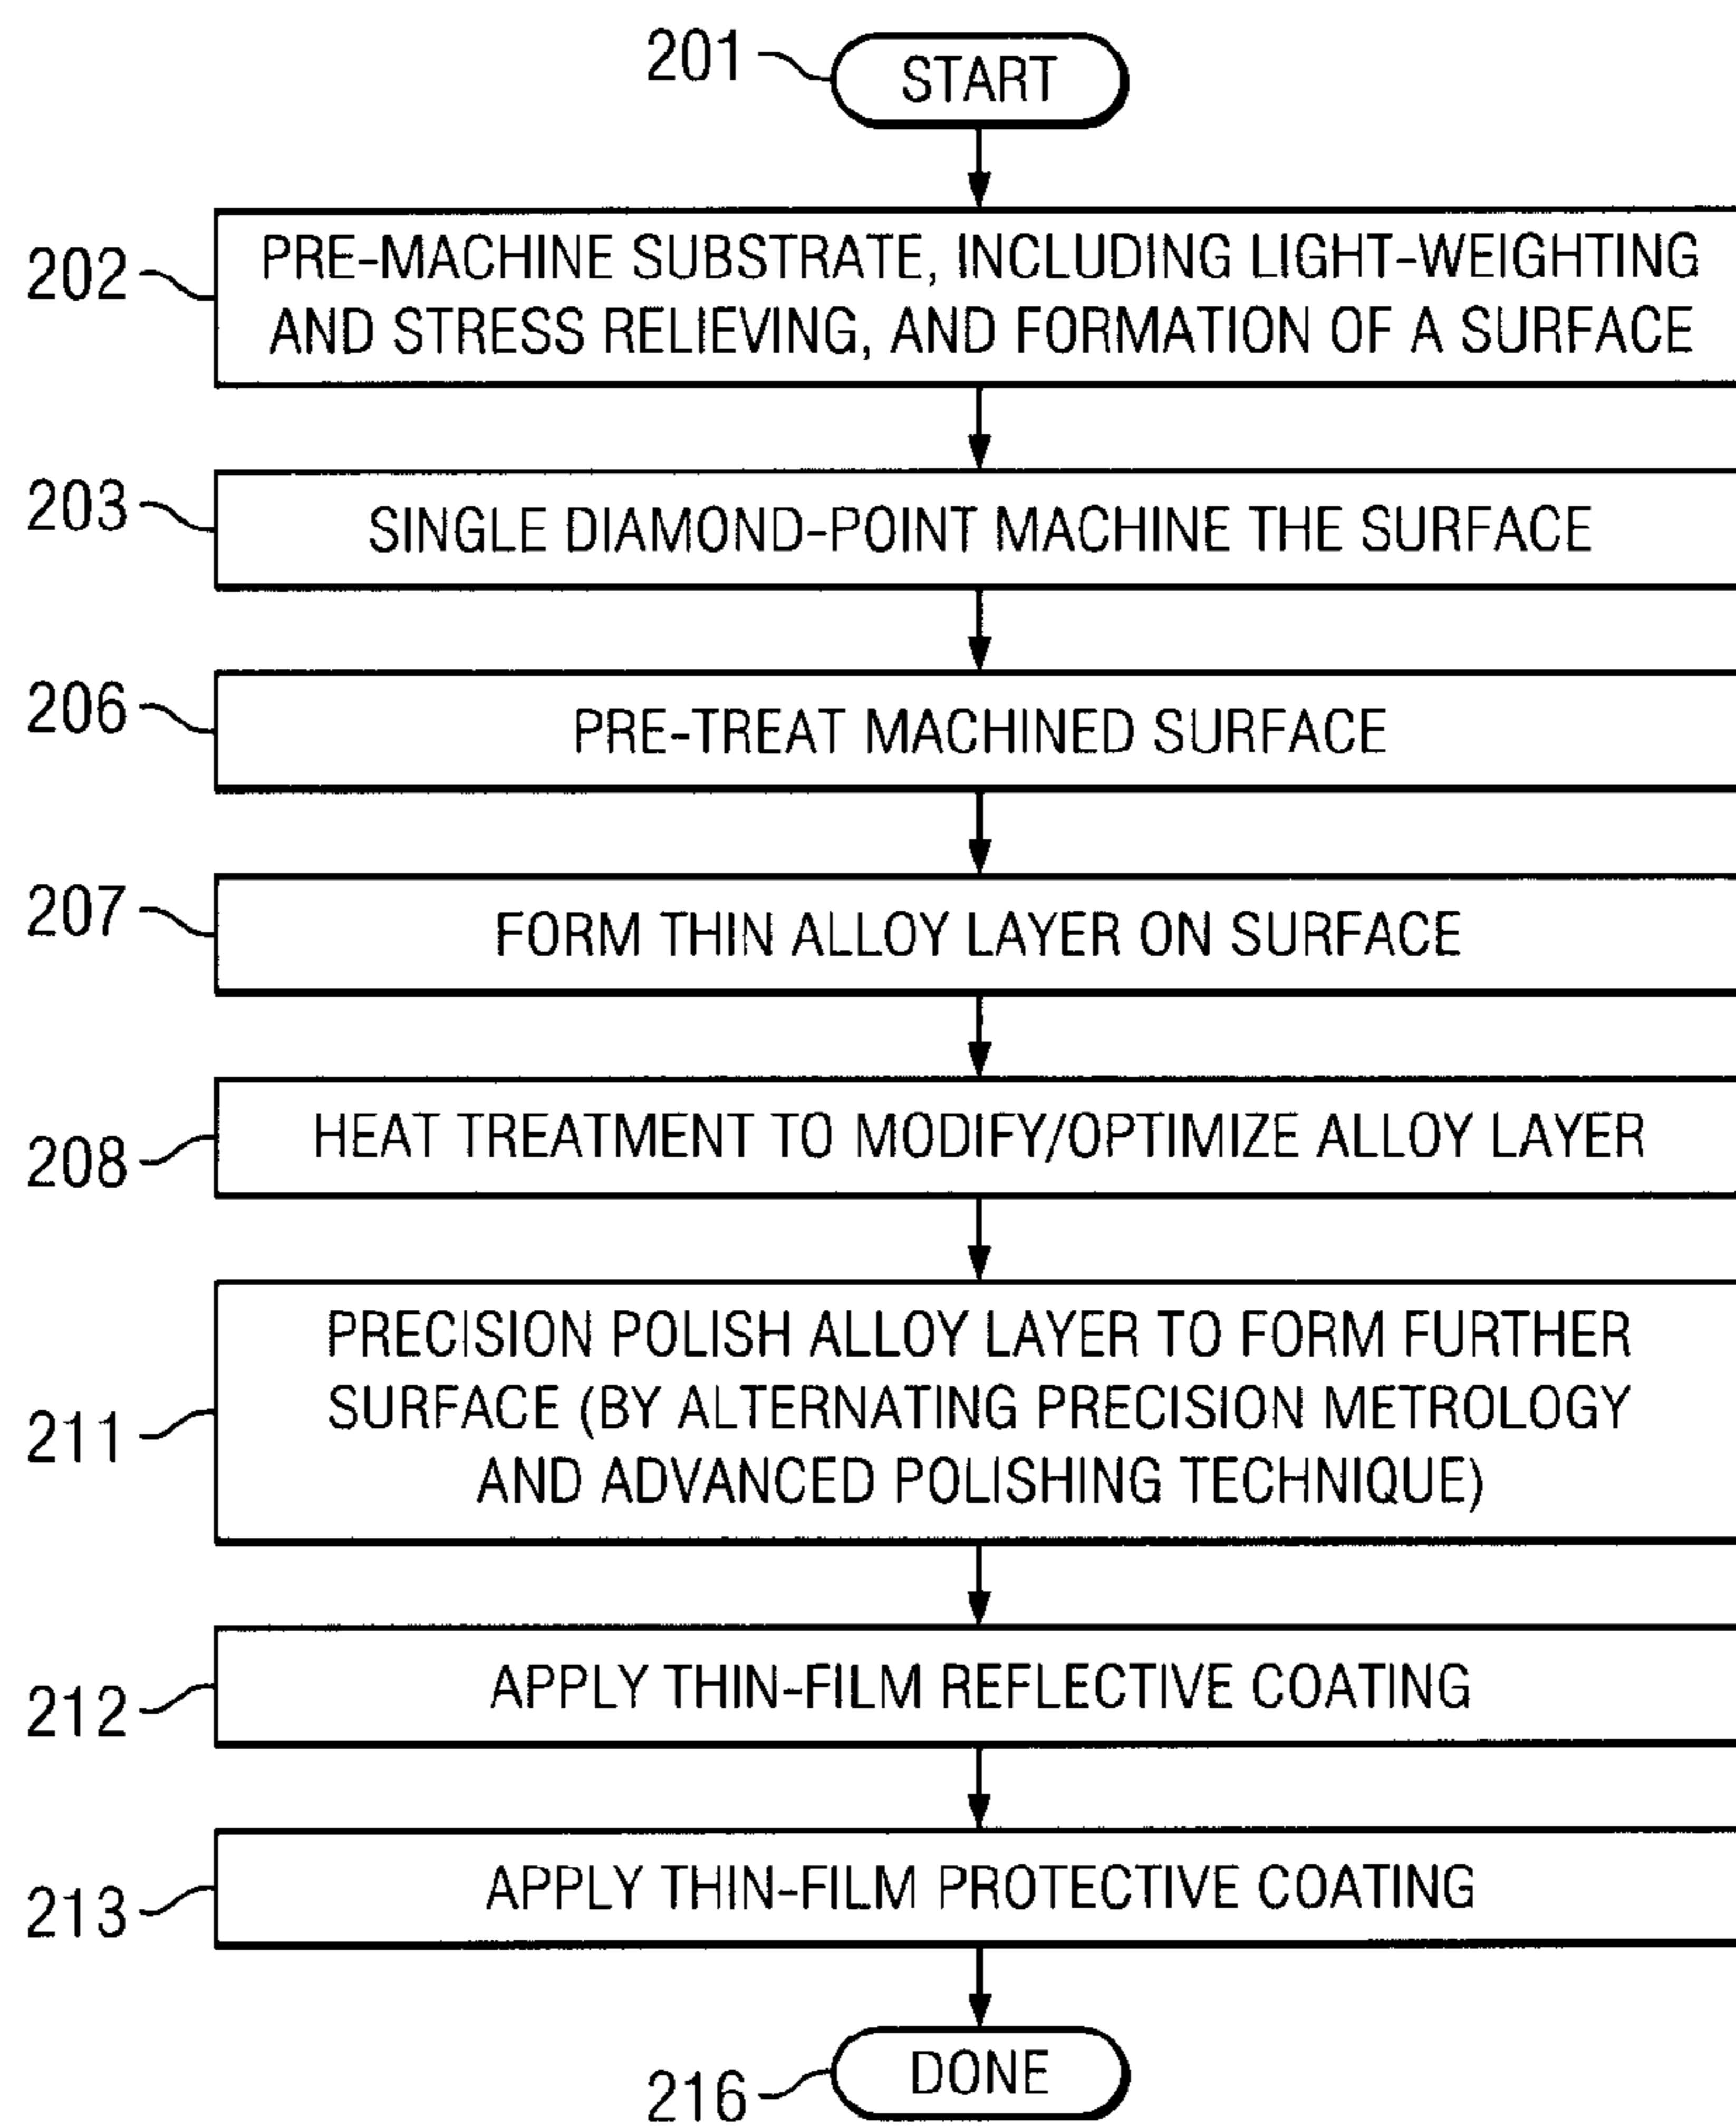 201
START
202
PRE-MACHINE SUBSTRATE, INCLUDING LIGHT-WEIGHTING
AND STRESS RELIEVING, AND FORMATION OF A SURFACE
203
SINGLE DIAMOND-POINT MACHINE THE SURFACE
206
PRE-TREAT MACHINED SURFACE
207
FORM THIN ALLOY LAYER ON SURFACE
208
HEAT TREATMENT TO MODIFY/OPTIMIZE ALLOY LAYER
211
PRECISION POLISH ALLOY LAYER TO FORM FURTHER
SURFACE (BY ALTERNATING PRECISION METROLOGY
AND ADVANCED POLISHING TECHNIQUE)
212
APPLY THIN-FILM REFLECTIVE COATING
213
APPLY THIN-FILM PROTECTIVE COATING
216
DONE